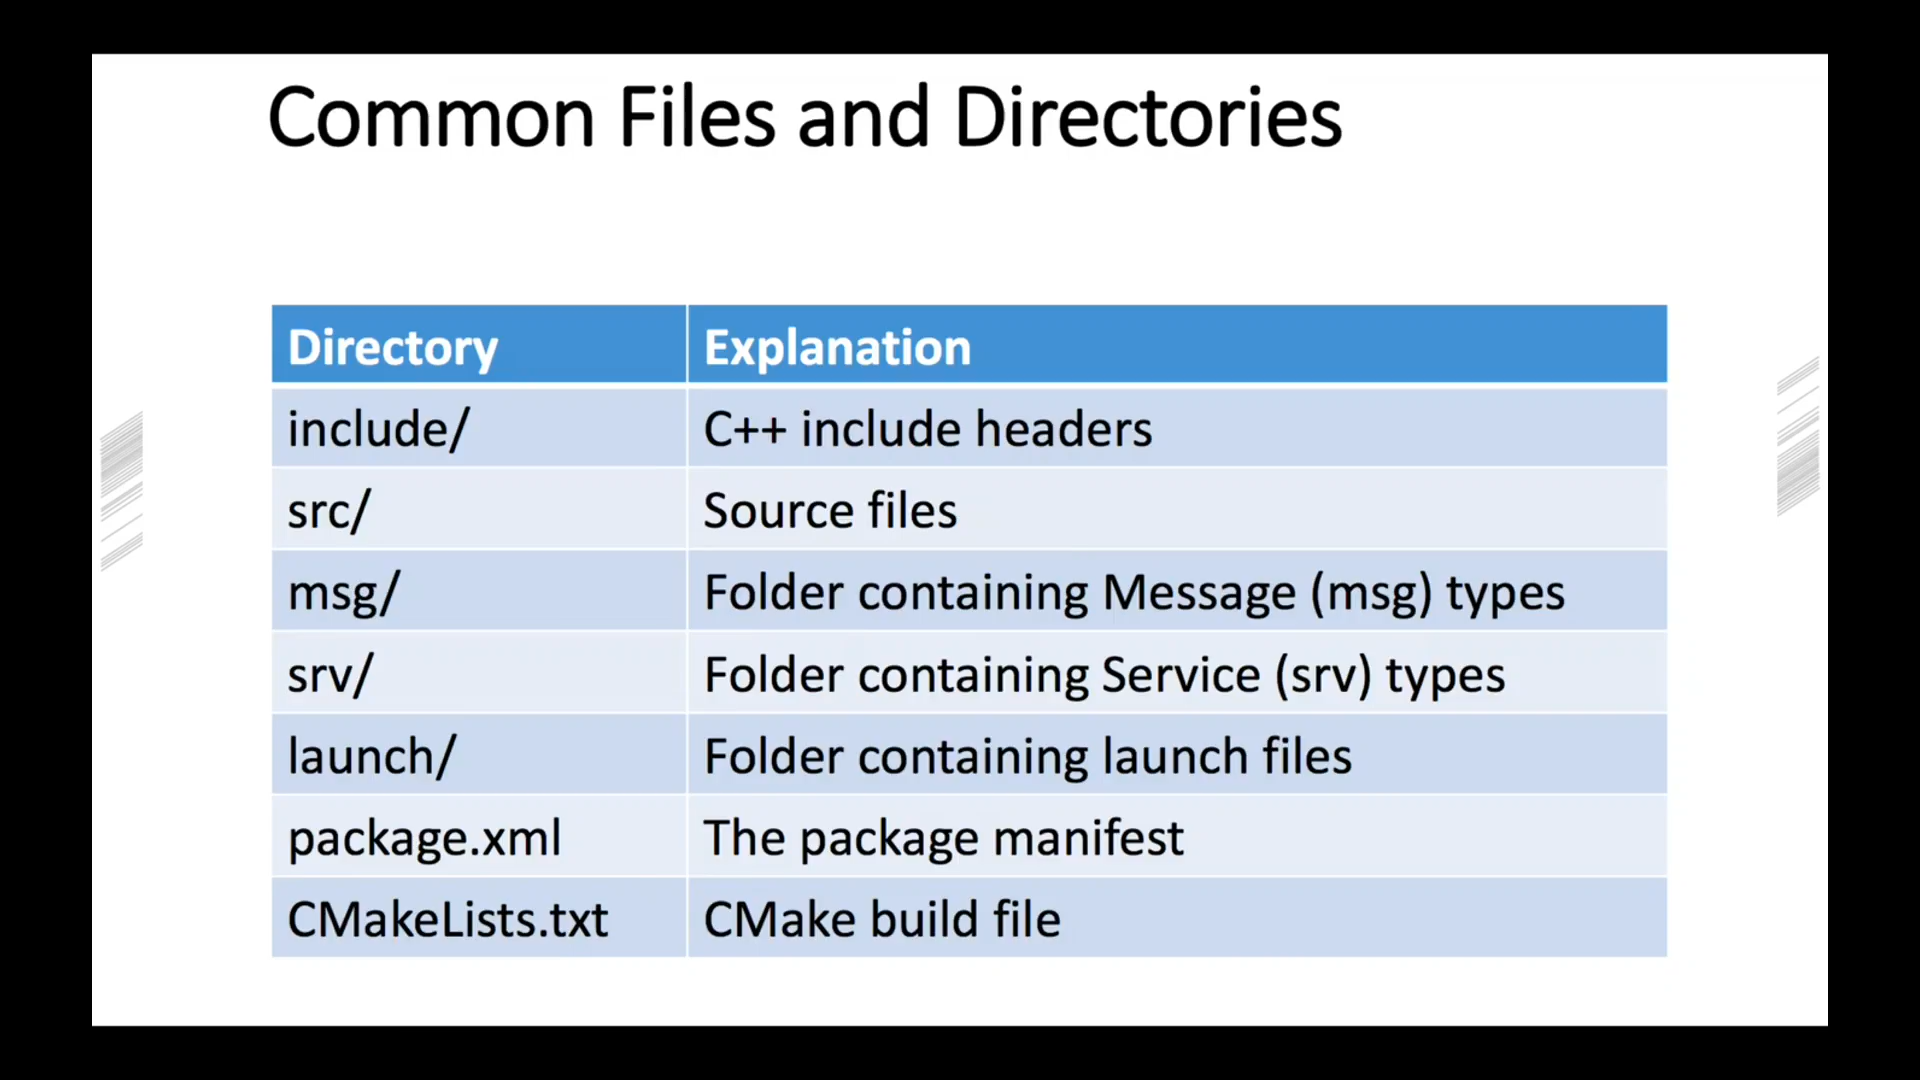 Common Files and Directories
Directory Explanation
include/ C++ include headers
src/ Source files
msg/ Folder containing Message (msg) types
srv/ Folder containing Service (srv) types
launch/ Folder containing launch files
package.xml The package manifest
CMakeLists.txt CMake build file